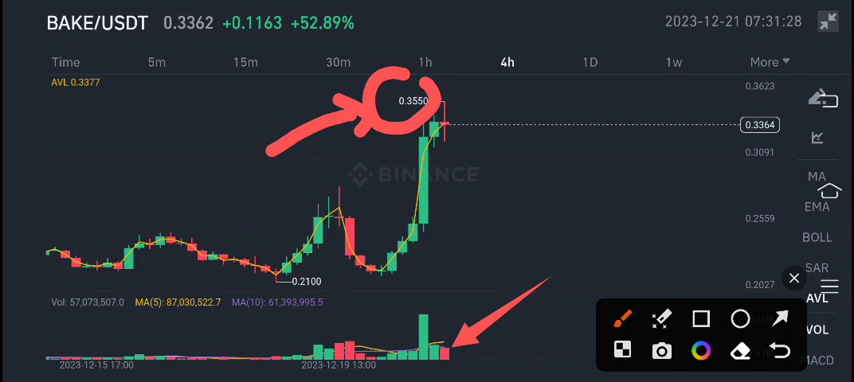 BAKE/USDT 0.3362 +0.1163 +52.89% 2023-12-21 07:31:28
Time 5m 15m 30m 1h 4h 1D 1w More
AVL 0.3377
0.3550
0.3623
0.3364
0.3091
BINANCE
MA
EMA
0.2559
BOLL
SAR
0.2100
0.2027
AVL
Vol: 57,073,507.0 MA(5): 87,030,522.7 MA(10): 61,393,995.5
VOL
MACD
2023-12-15 17:00 2023-12-19 13:00